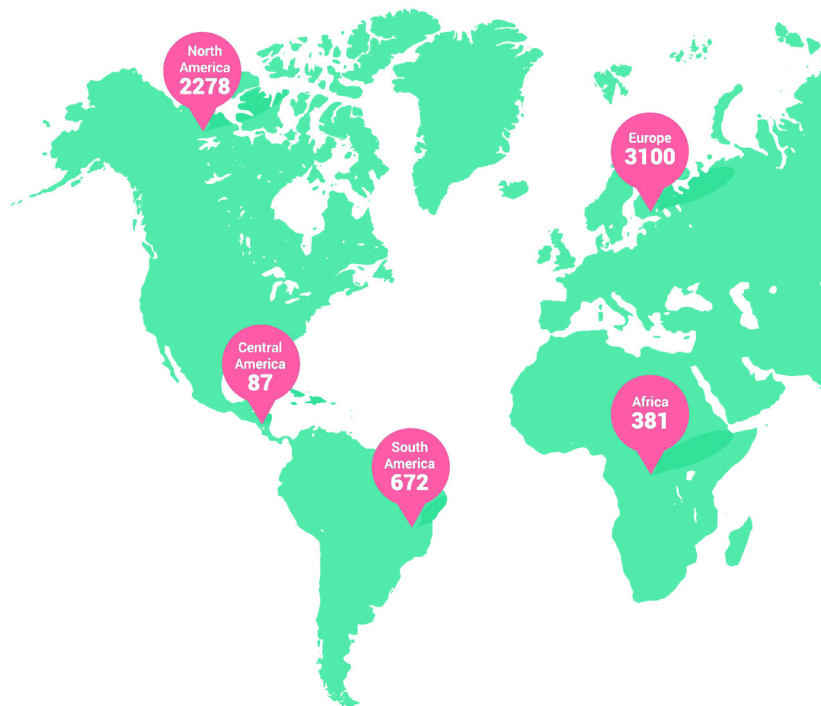 North
America
2278
Europe
3100
Central
America
87
Africa
381
South
America
672